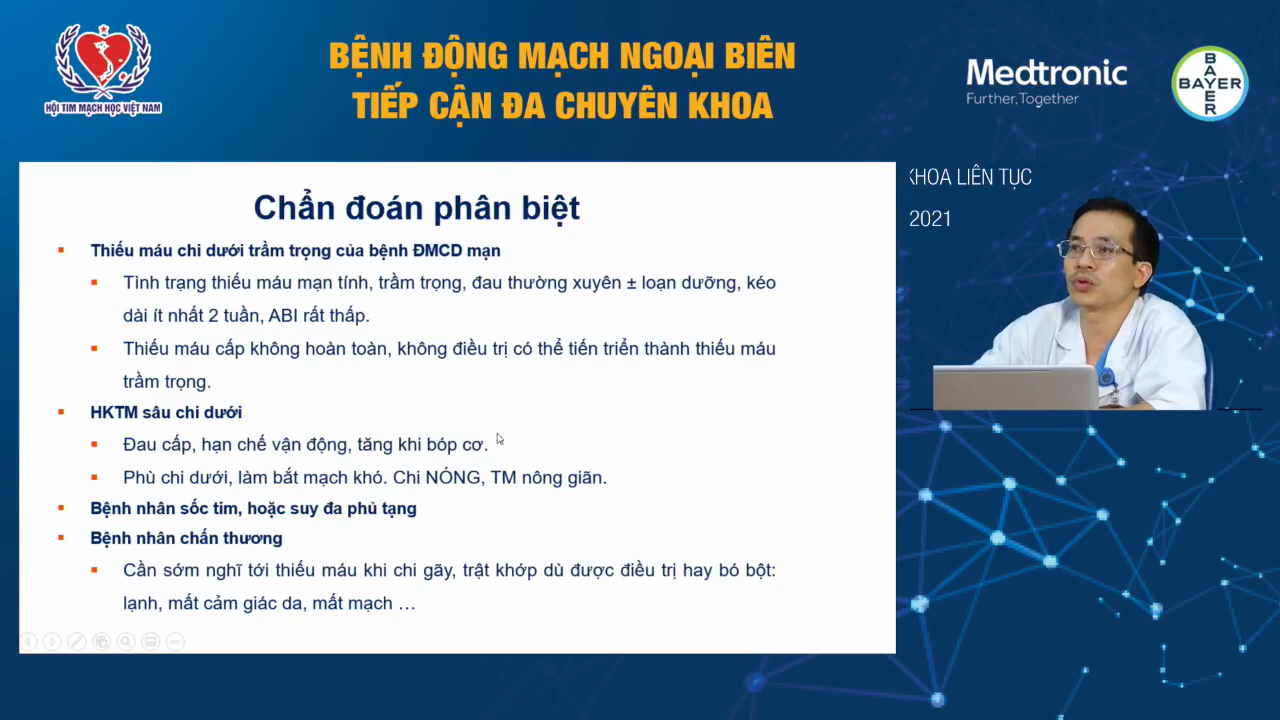 HỘI TIM MẠCH HỌC VIỆT NAM
BỆNH ĐỘNG MẠCH NGOẠI BIÊN
TIẾP CẬN ĐA CHUYÊN KHOA
Medtronic
Further, Together
BAYER
BAYER
KHOA LIÊN TỤC
2021
Chẩn đoán phân biệt
Thiếu máu chi dưới trầm trọng của bệnh ĐMCD mạn
Tình trạng thiếu máu mạn tính, trầm trọng, đau thường xuyên ± loạn dưỡng, kéo
dài ít nhất 2 tuần, ABI rất thấp.
Thiếu máu cấp không hoàn toàn, không điều trị có thể tiến triển thành thiếu máu
trầm trọng.
HKTM sâu chi dưới
Đau cấp, hạn chế vận động, tăng khi bóp cơ.
Phù chi dưới, làm bắt mạch khó. Chi NÓNG, TM nông giãn.
Bệnh nhân sốc tim, hoặc suy đa phủ tạng
Bệnh nhân chấn thương
Cần sớm nghĩ tới thiếu máu khi chi gãy, trật khớp dù được điều trị hay bó bột:
lạnh, mất cảm giác da, mất mạch …